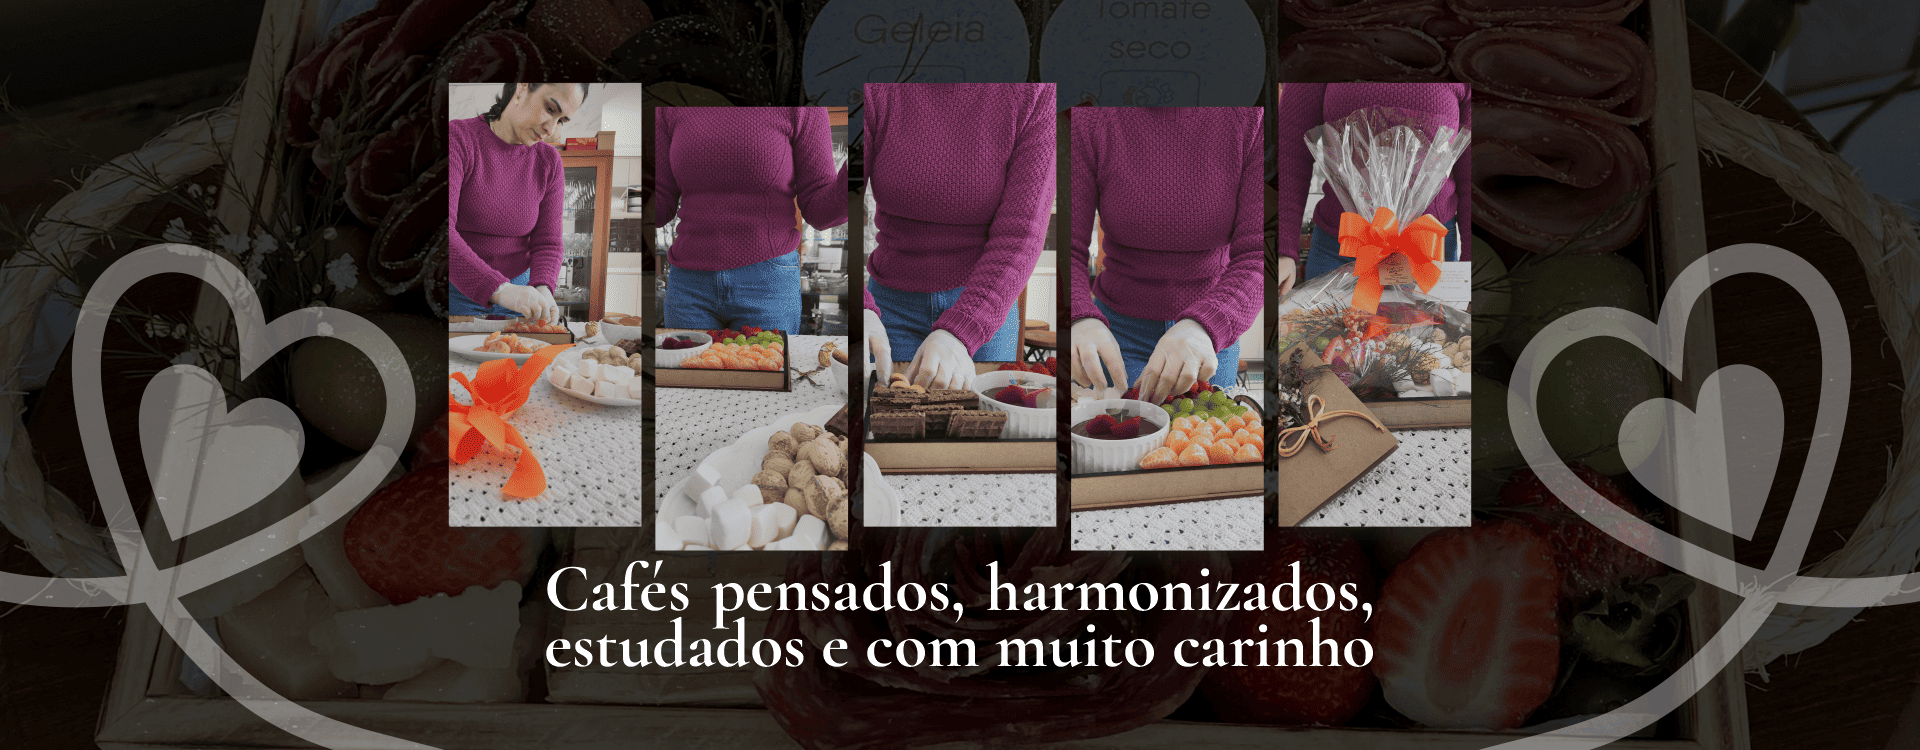 Geleia
Tomate
seco
Cafés pensados, harmonizados,
estudados e com muito carinho